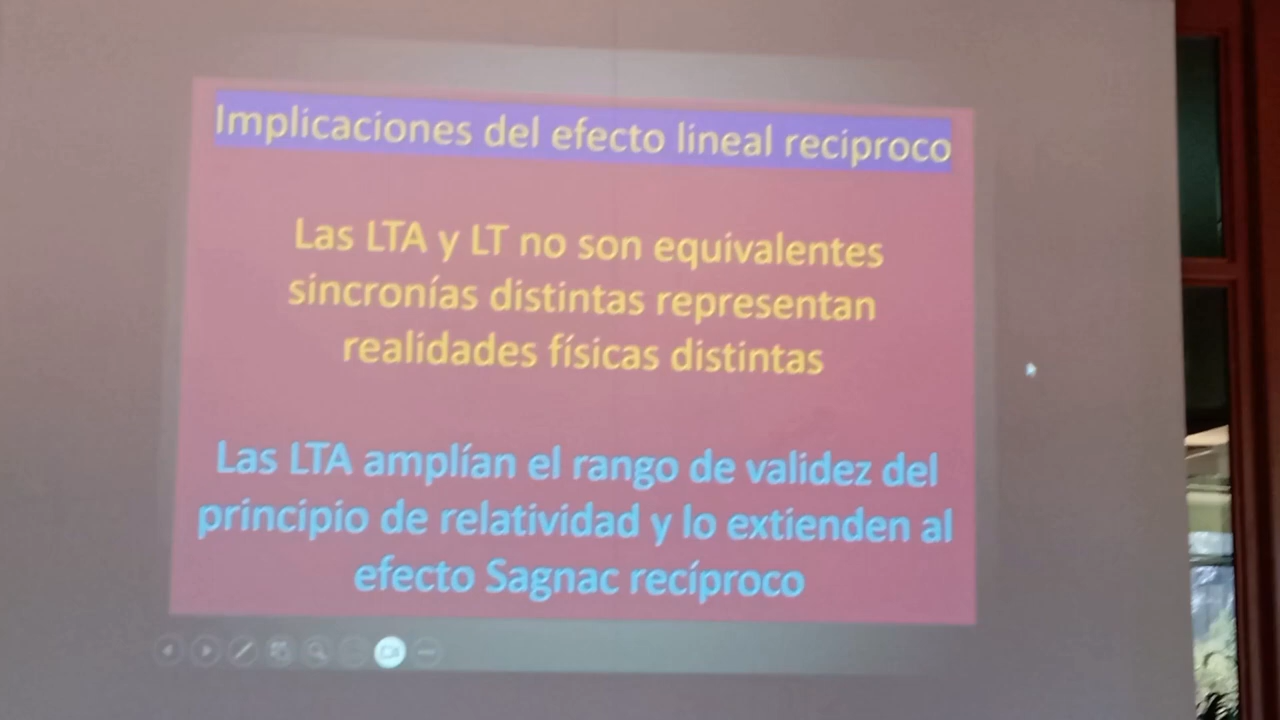 Implicaciones del efecto lineal reciproco
Las LTA y LT no son equivalentes
sincronías distintas representan
realidades físicas distintas
Las LTA amplían el rango de validez del
principio de relatividad y lo extienden al
efecto Sagnac recíproco